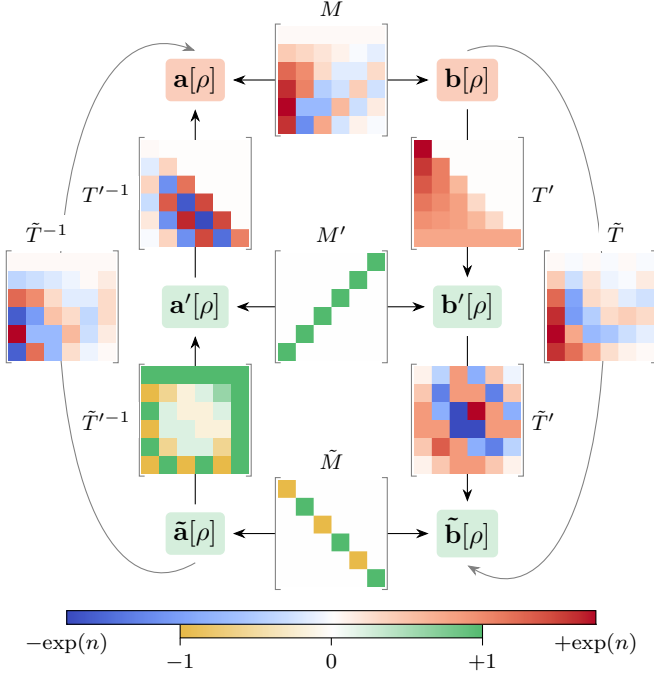 M
a[ρ] b[ρ]
T′⁻¹ T′
T̃⁻¹ M′ T̃
a′[ρ] b′[ρ]
T̃′⁻¹ T̃′
M̃
ã[ρ] b̃[ρ]
−exp(n) +exp(n)
−1 0 +1